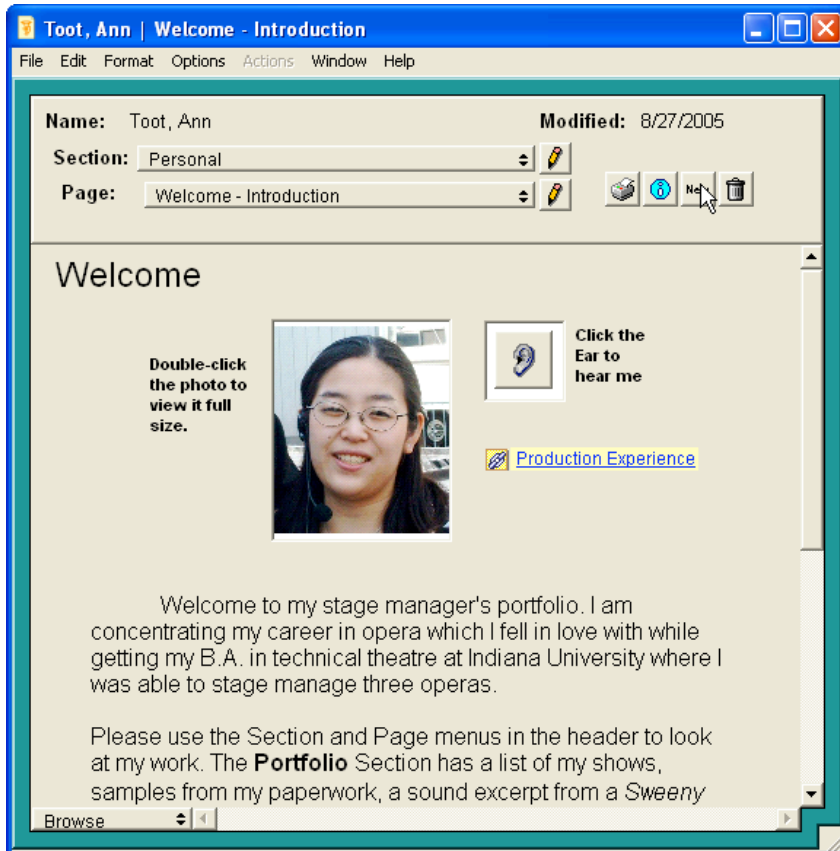 Toot, Ann | Welcome - Introduction
File Edit Format Options Actions Window Help
Name: Toot, Ann Modified: 8/27/2005
Section: Personal
Page: Welcome - Introduction
Welcome
Double-click
the photo to
view it full
size.
Click the
Ear to
hear me
Production Experience
Welcome to my stage manager's portfolio. I am
concentrating my career in opera which I fell in love with while
getting my B.A. in technical theatre at Indiana University where I
was able to stage manage three operas.
Please use the Section and Page menus in the header to look
at my work. The Portfolio Section has a list of my shows,
samples from my paperwork, a sound excerpt from a Sweeny
Browse